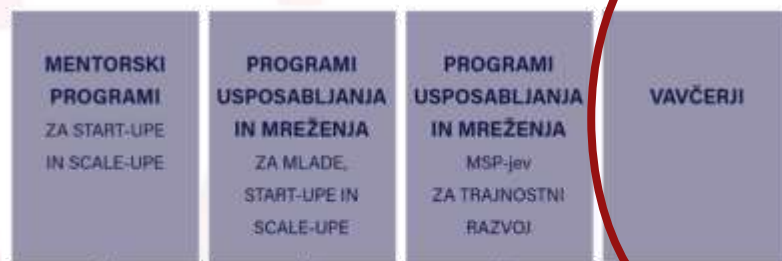 MENTORSKI
PROGRAMI
ZA START-UPE
IN SCALE-UPE
PROGRAMI
USPOSABLJANJA
IN MREŽENJA
ZA MLADE,
START-UPE IN
SCALE-UPE
PROGRAMI
USPOSABLJANJA
IN MREŽENJA
MSP-jev
ZA TRAJNOSTNI
RAZVOJ
VAVČERJI